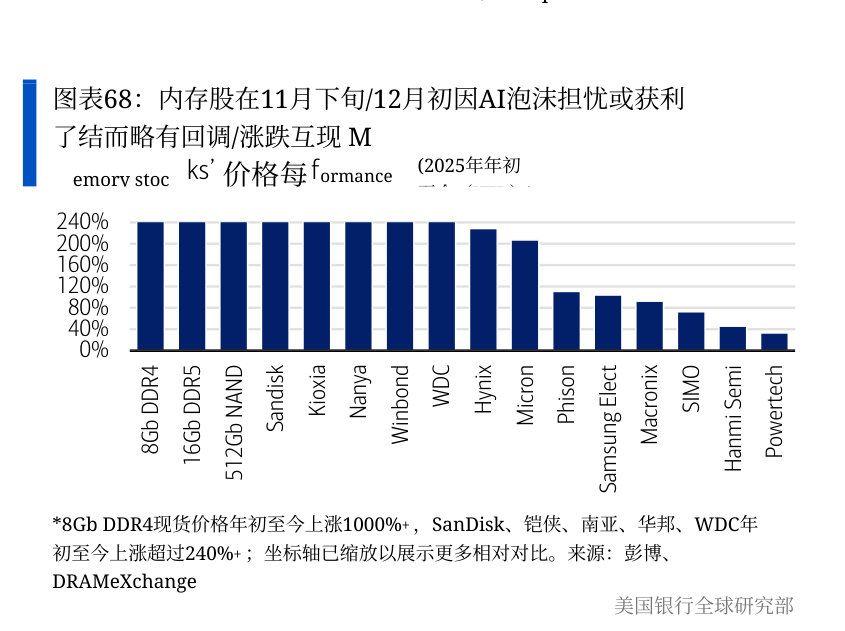 图表68：内存股在11月下旬/12月初因AI泡沫担忧或获利
了结而略有回调/涨跌互现 M
emory stoc ks’ 价格每 formance (2025年年初
240%
200%
160%
120%
80%
40%
0%
8Gb DDR4
16Gb DDR5
512Gb NAND
Sandisk
Kioxia
Nanya
Winbond
WDC
Hynix
Micron
Phison
Samsung Elect
Macronix
SIMO
Hanmi Semi
Powertech
*8Gb DDR4现货价格年初至今上涨1000%+，SanDisk、铠侠、南亚、华邦、WDC年
初至今上涨超过240%+；坐标轴已缩放以展示更多相对对比。来源：彭博、
DRAMeXchange
美国银行全球研究部